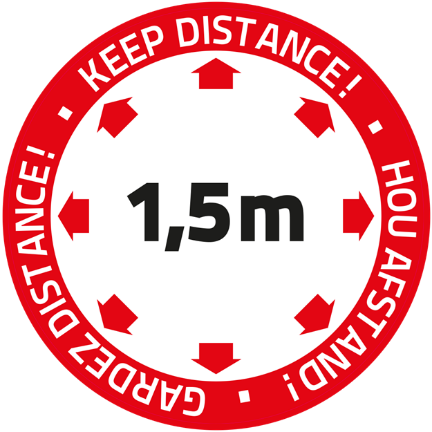 KEEP DISTANCE!
HOU AFSTAND!
GARDEZ DISTANCE!
1,5m